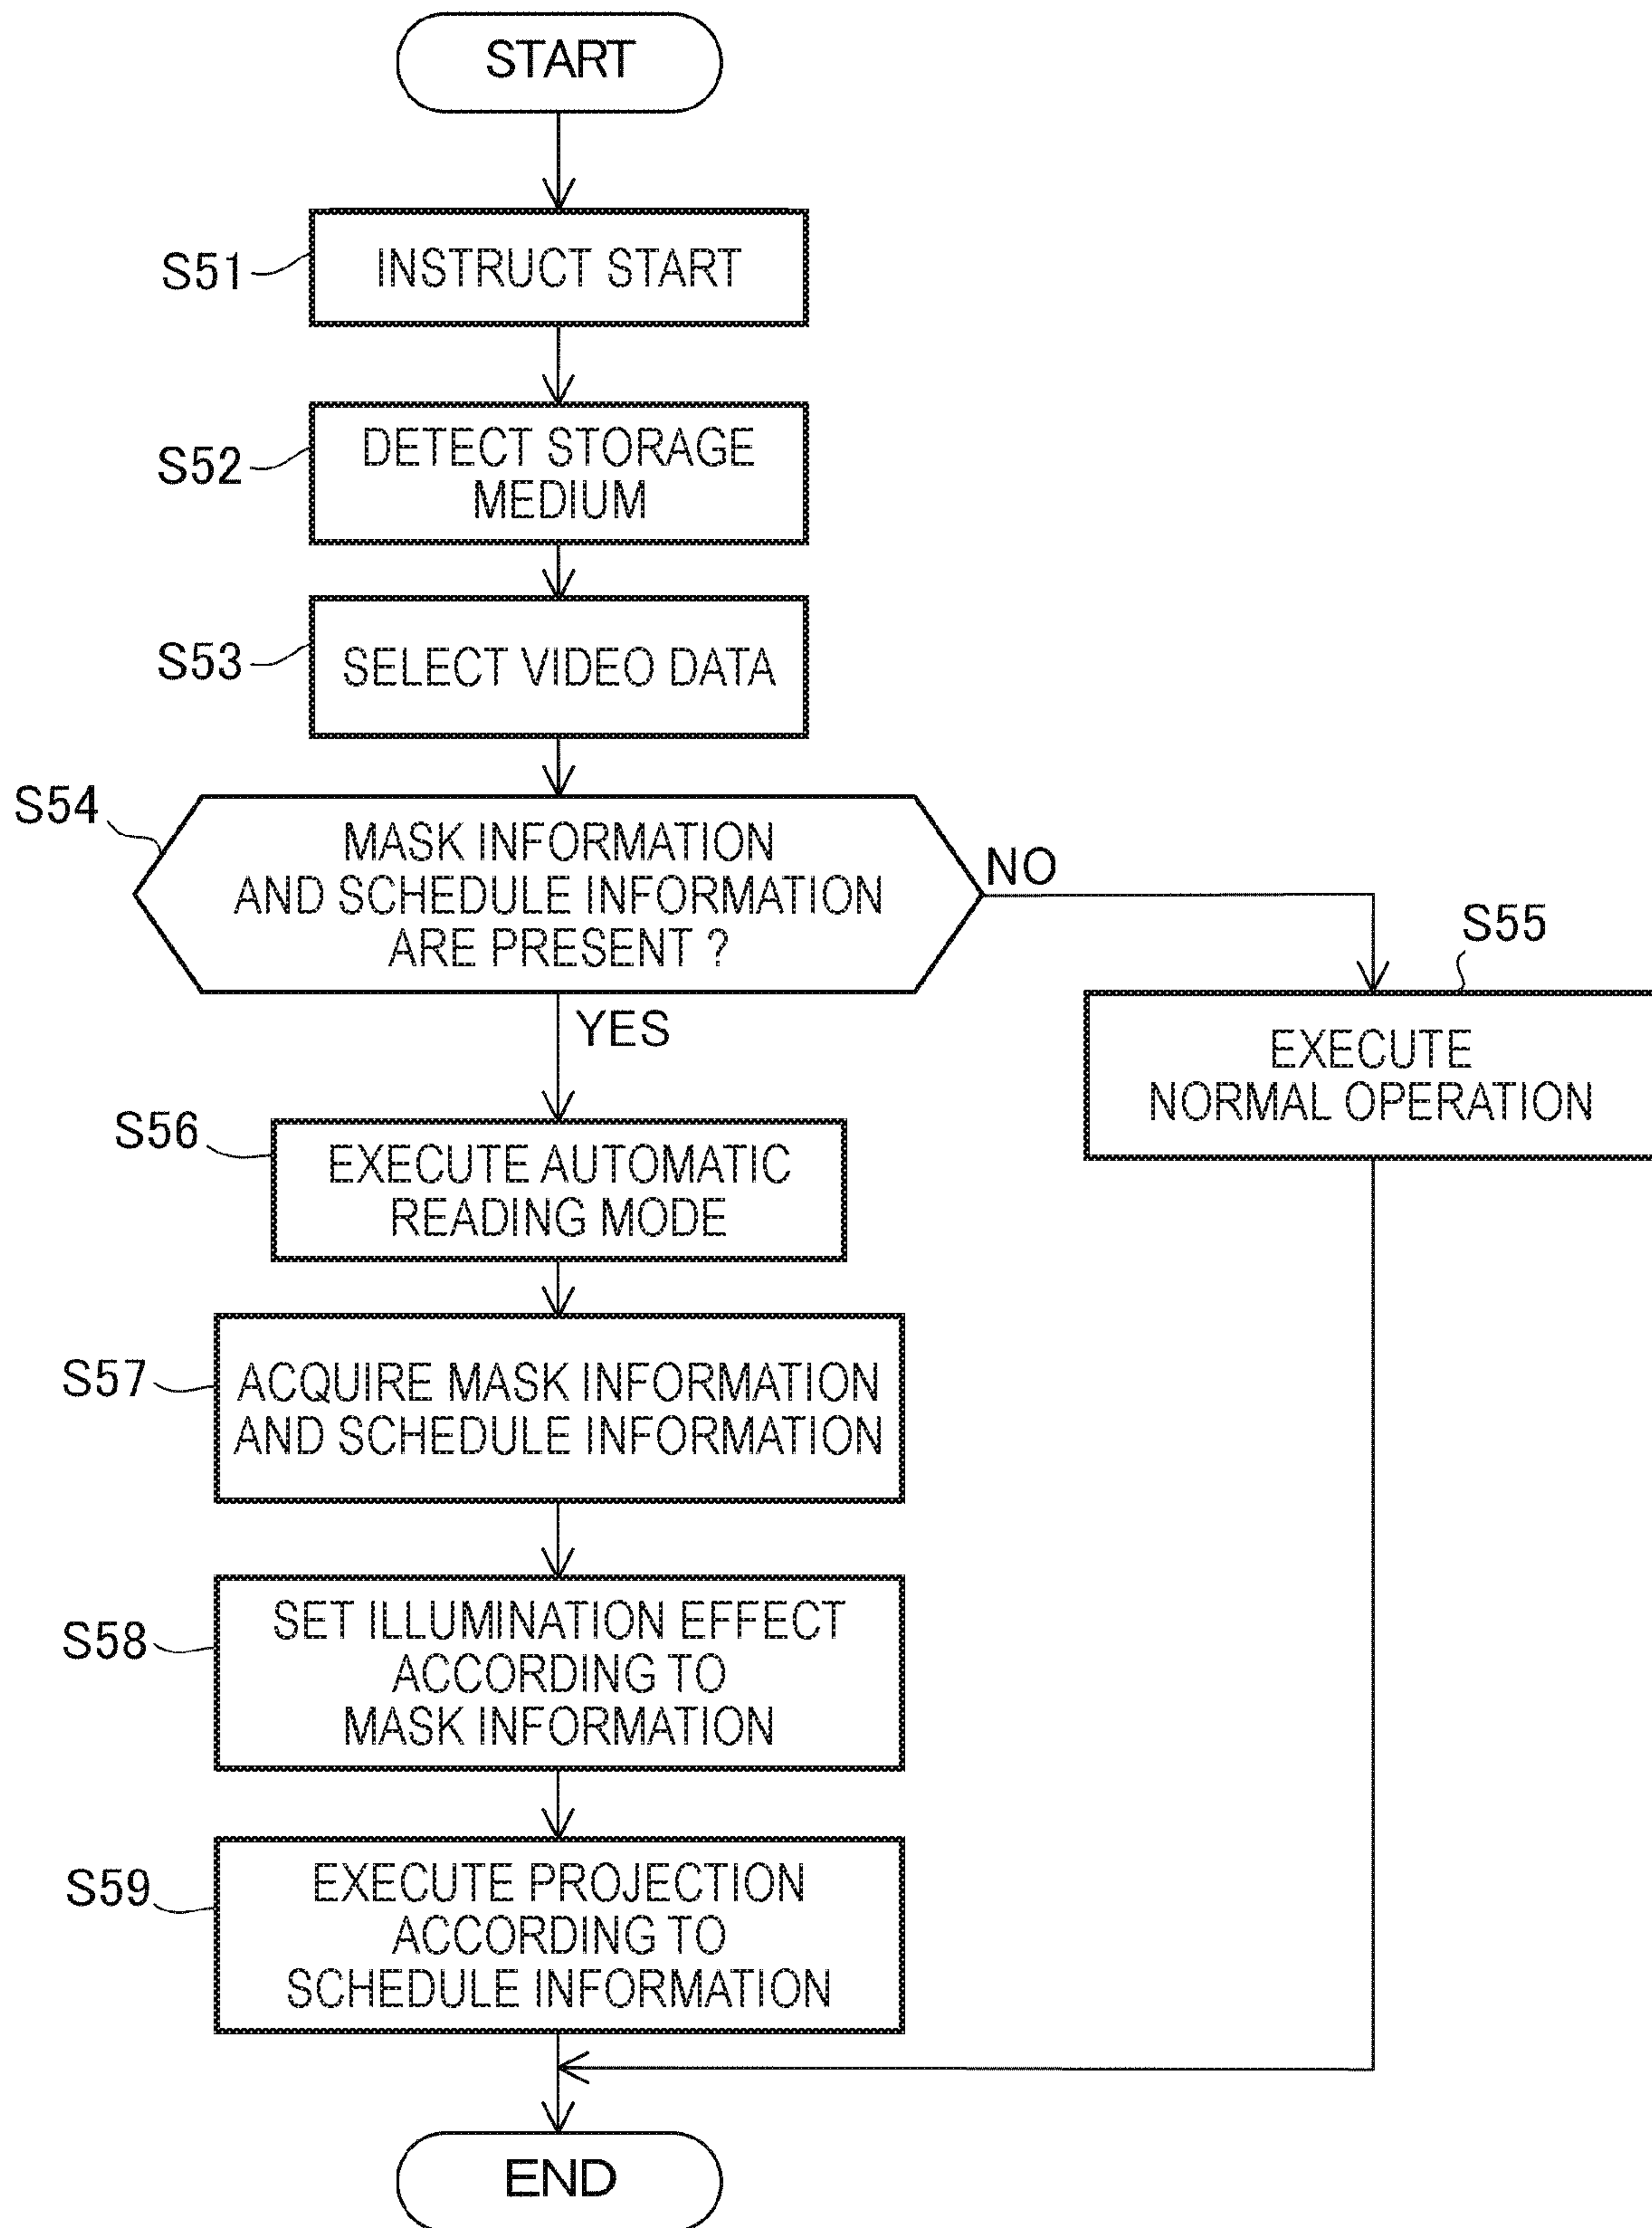 START
S51
INSTRUCT START
S52
DETECT STORAGE
MEDIUM
S53
SELECT VIDEO DATA
S54
MASK INFORMATION
AND SCHEDULE INFORMATION
ARE PRESENT ?
NO
YES
S55
EXECUTE
NORMAL OPERATION
S56
EXECUTE AUTOMATIC
READING MODE
S57
ACQUIRE MASK INFORMATION
AND SCHEDULE INFORMATION
S58
SET ILLUMINATION EFFECT
ACCORDING TO
MASK INFORMATION
S59
EXECUTE PROJECTION
ACCORDING TO
SCHEDULE INFORMATION
END